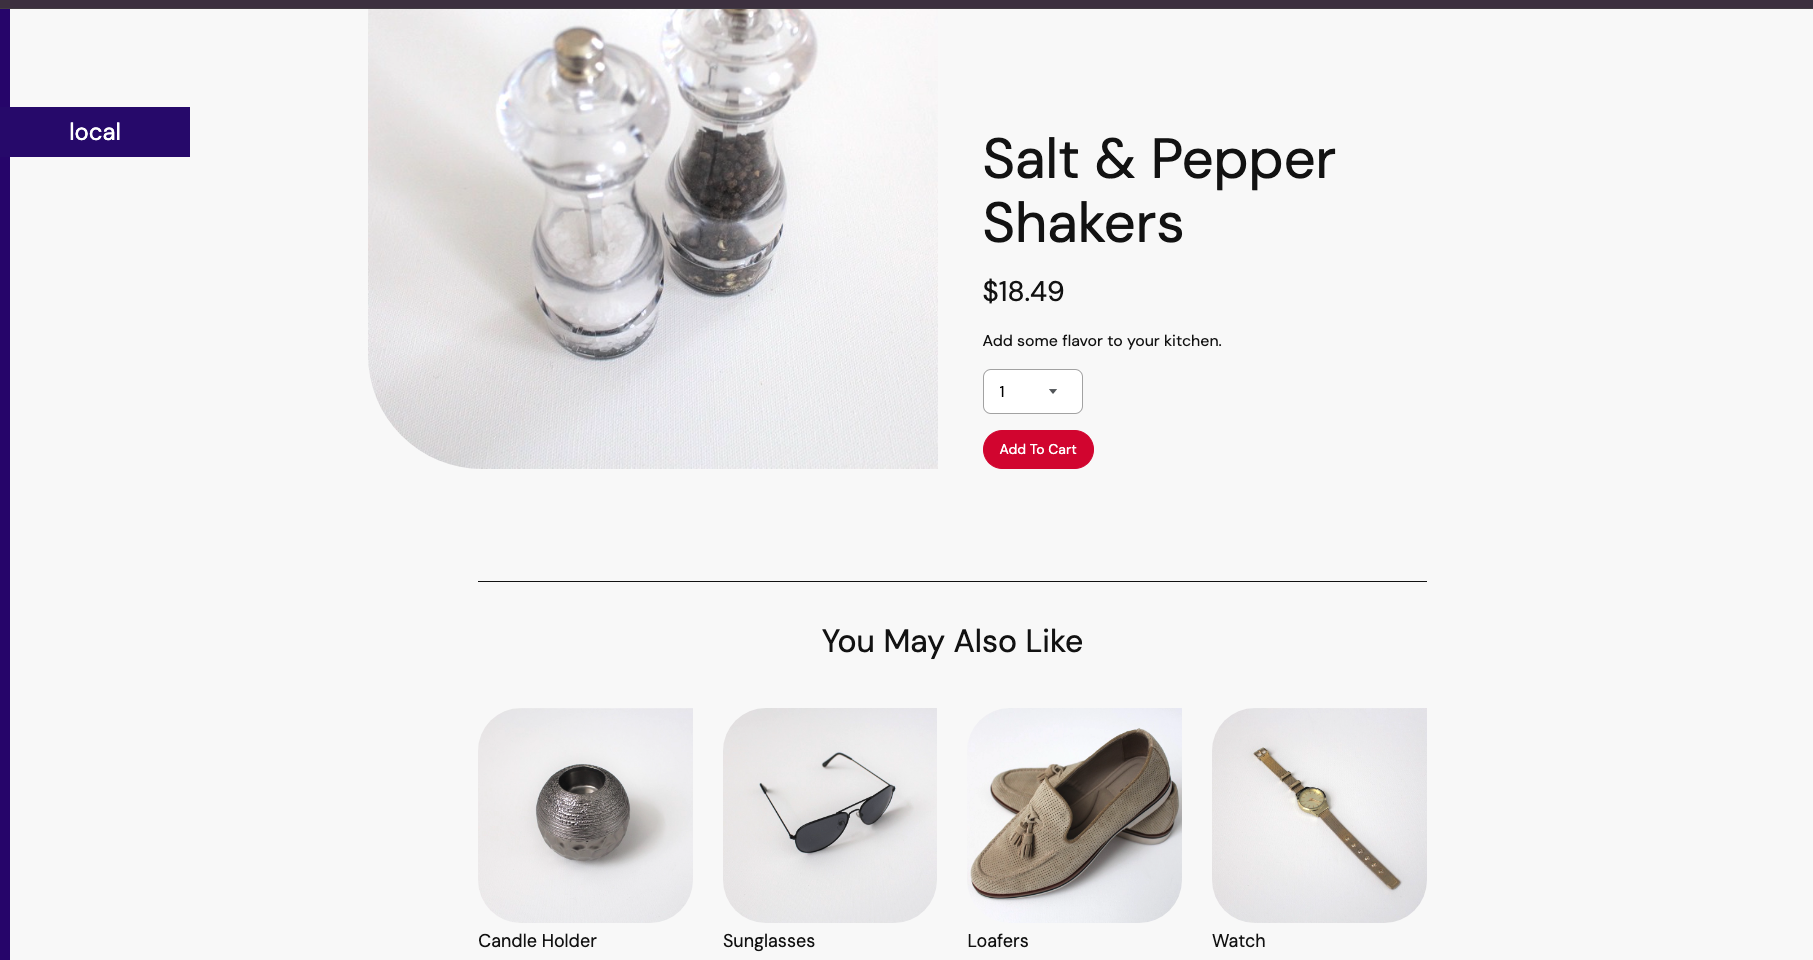 local
Salt & Pepper
Shakers
$18.49
Add some flavor to your kitchen.
1
Add To Cart
You May Also Like
Candle Holder
Sunglasses
Loafers
Watch